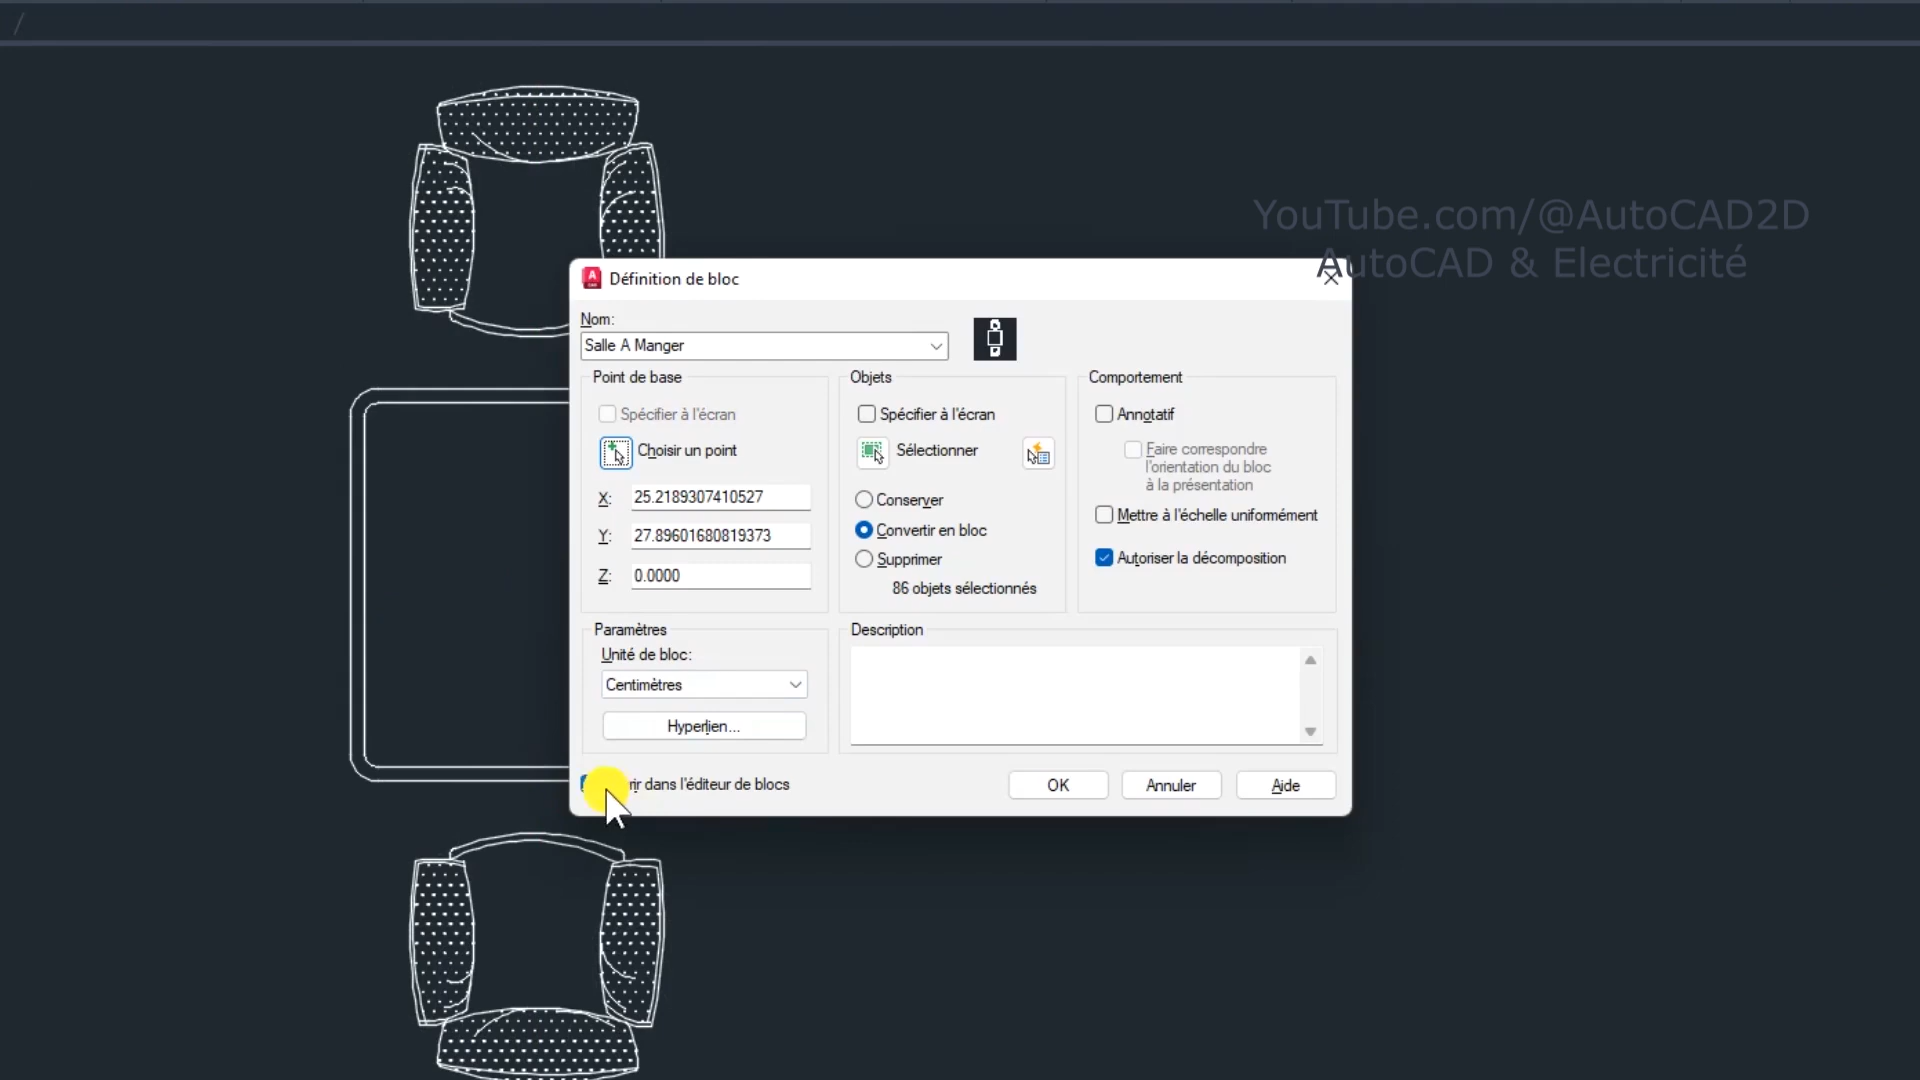 /
YouTube.com/@AutoCAD2D
AutoCAD & Electricité
Définition de bloc
Nom:
Salle A Manger
Point de base
Spécifier à l'écran
Choisir un point
X: 25.2189307410527
Y: 27.89601680819373
Z: 0.0000
Objets
Spécifier à l'écran
Sélectionner
Conserver
Convertir en bloc
Supprimer
86 objets sélectionnés
Comportement
Annotatif
Faire correspondre
l'orientation du bloc
à la présentation
Mettre à l'échelle uniformément
Autoriser la décomposition
Paramètres
Unité de bloc:
Centimètres
Hyperlien...
Description
dans l'éditeur de blocs
OK
Annuler
Aide